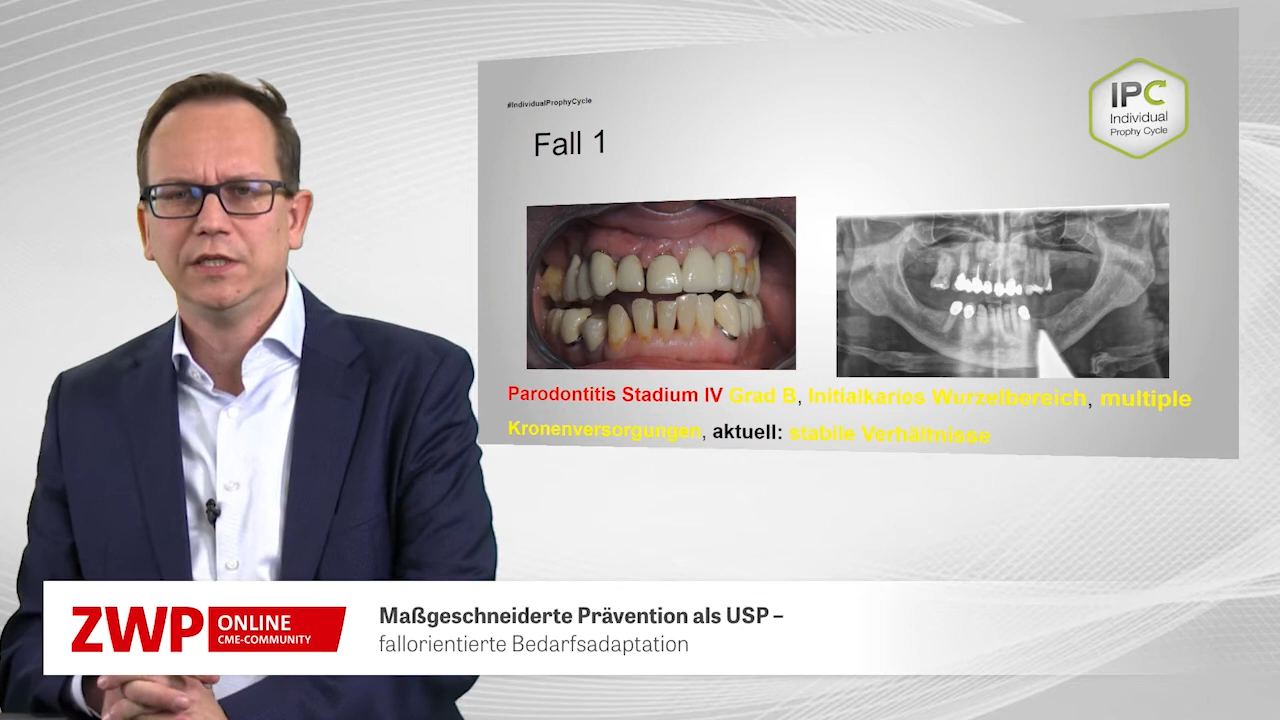 #IndividualProphyCycle
IPC
Individual
Prophy Cycle
Fall 1
Parodontitis Stadium IV Grad B, Initialkaries Wurzelbereich, multiple
Kronenversorgungen, aktuell: stabile Verhältnisse
ZWP ONLINE
CME-COMMUNITY
Maßgeschneiderte Prävention als USP –
fallorientierte Bedarfsadaptation